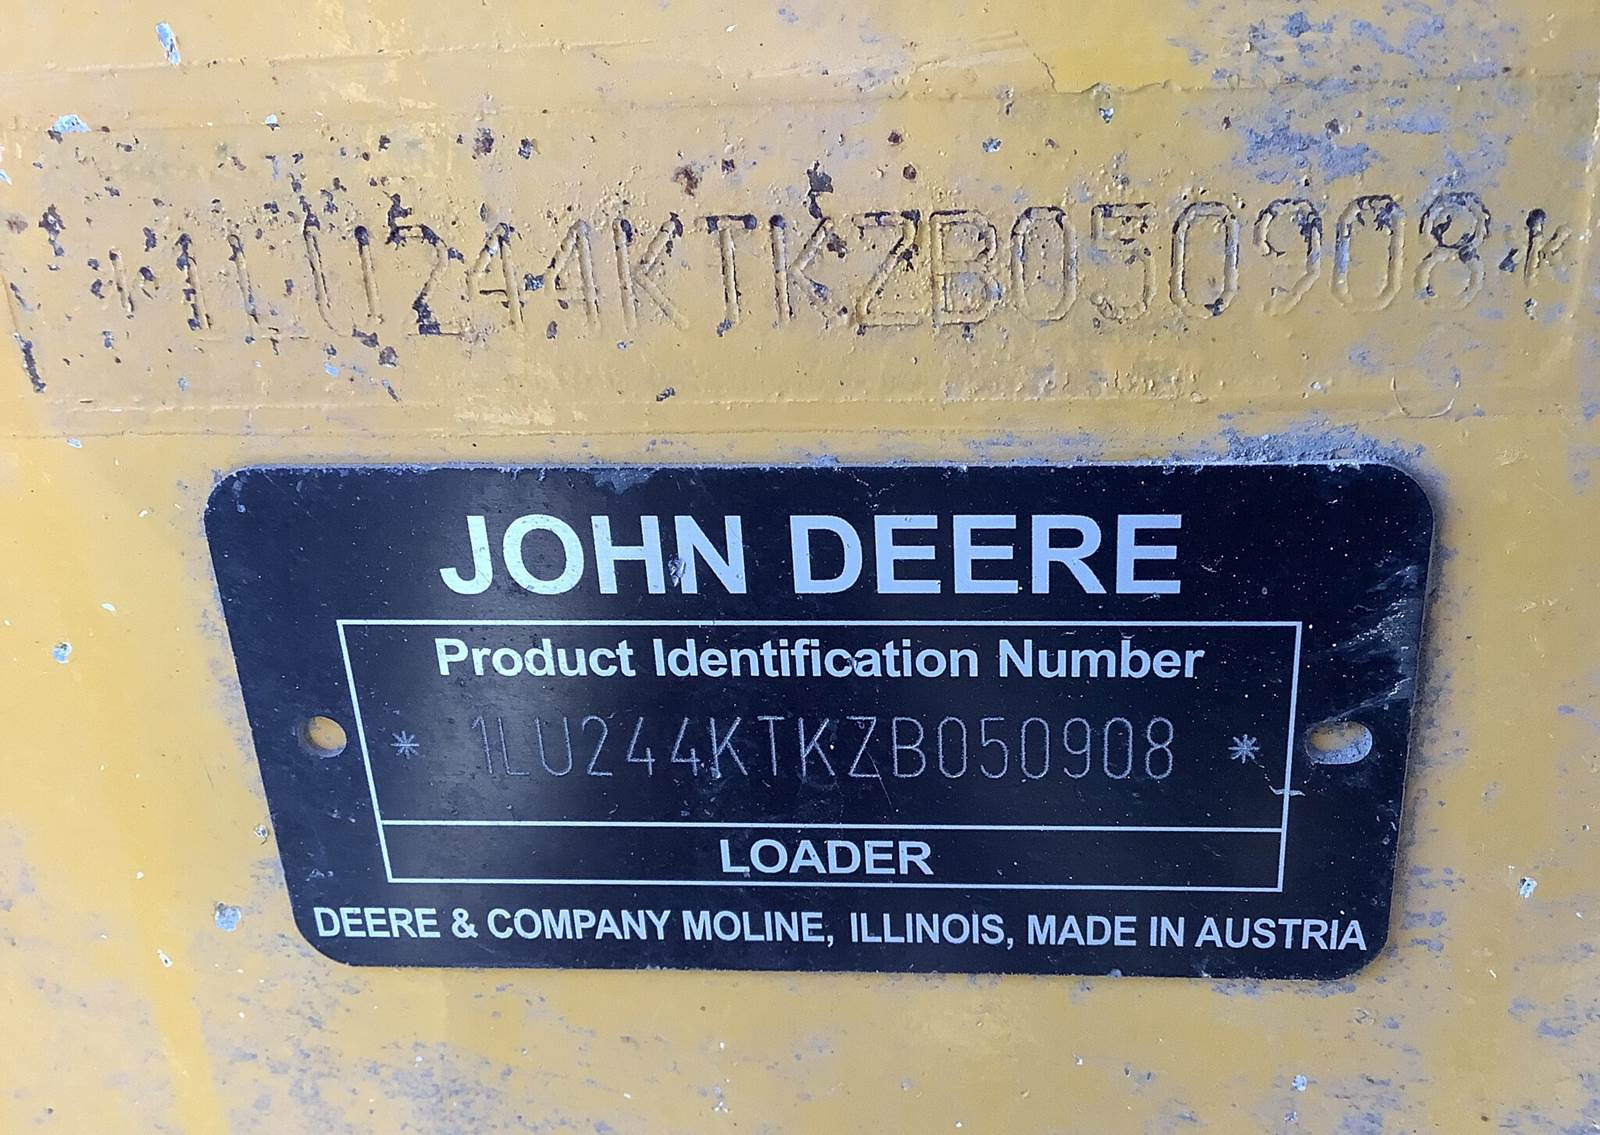 *1LU244KTKZB050908*
JOHN DEERE
Product Identification Number
* 1LU244KTKZB050908 *
LOADER
DEERE & COMPANY MOLINE, ILLINOIS, MADE IN AUSTRIA